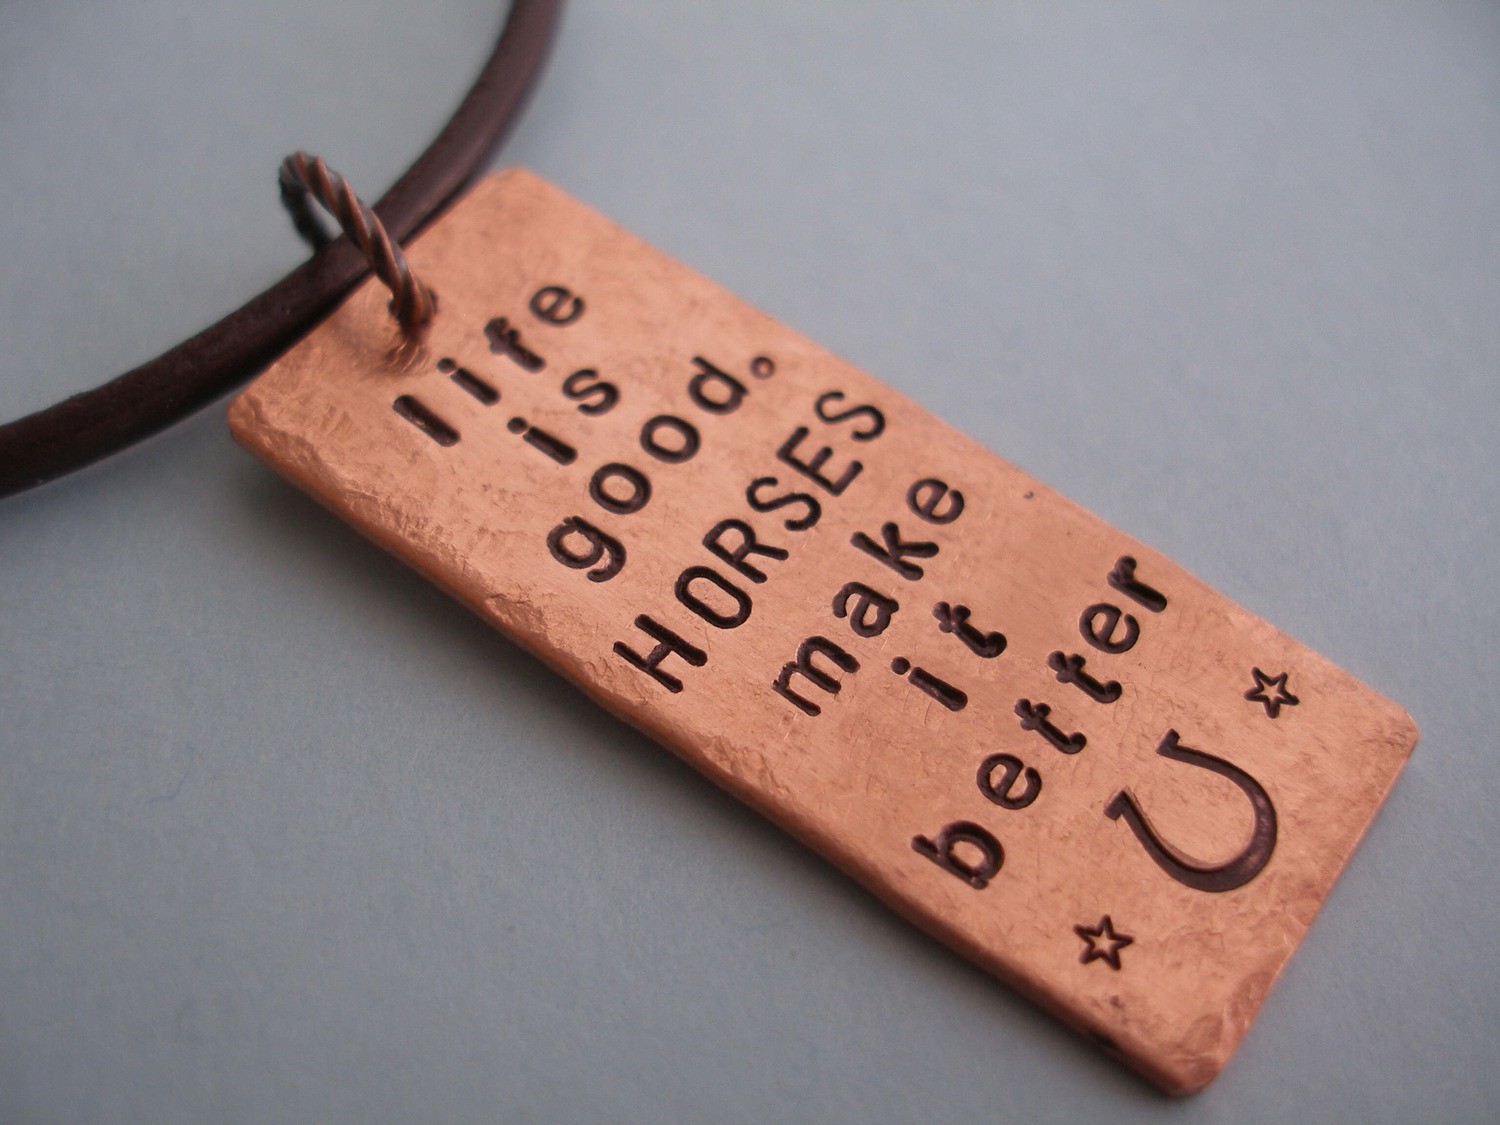 life
is
good.
HORSES
make
it
better